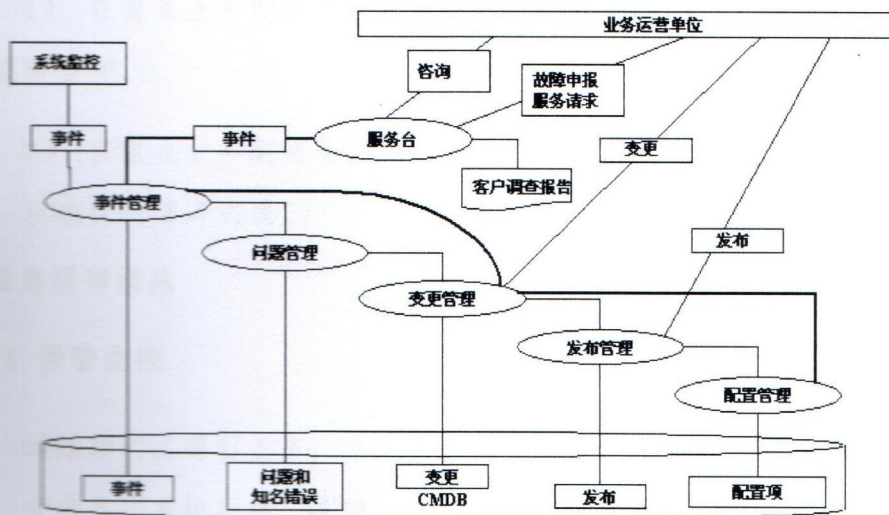 业务运营单位
系统监控
咨询
故障申报
服务请求
事件
事件
服务台
变更
客户调查报告
事件管理
问题管理
发布
变更管理
发布管理
配置管理
事件
问题和
知名错误
变更
CMDB
发布
配置项